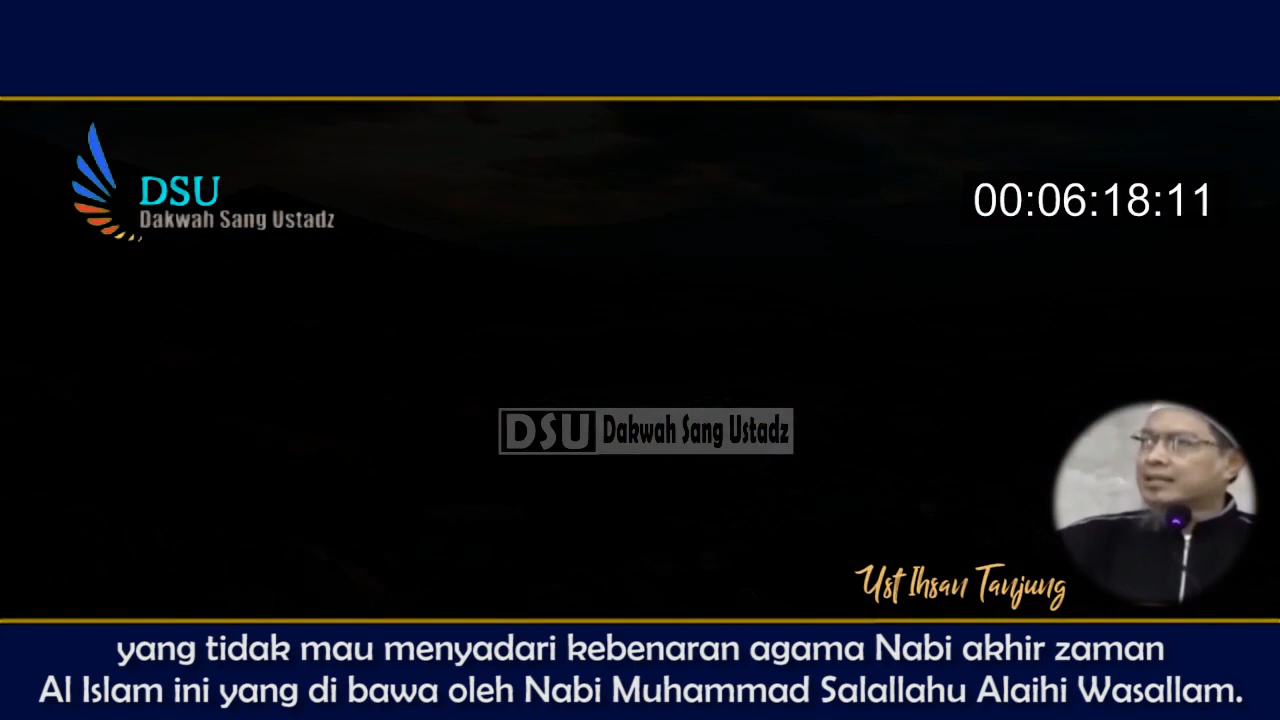 DSU
Dakwah Sang Ustadz
00:06:18:11
DSU Dakwah Sang Ustadz
Ust Ihsan Tanjung
yang tidak mau menyadari kebenaran agama Nabi akhir zaman
Al Islam ini yang di bawa oleh Nabi Muhammad Salallahu Alaihi Wasallam.